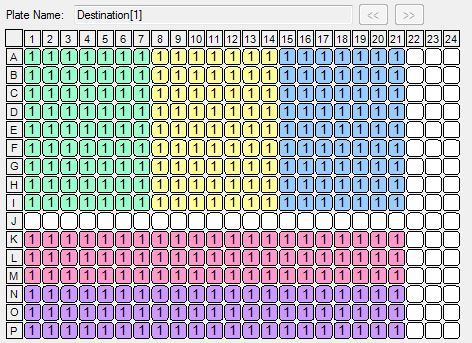 Plate Name: Destination[1] << >>
1 2 3 4 5 6 7 8 9 10 11 12 13 14 15 16 17 18 19 20 21 22 23 24
A 1 1 1 1 1 1 1 1 1 1 1 1 1 1 1 1 1 1 1 1 1
B 1 1 1 1 1 1 1 1 1 1 1 1 1 1 1 1 1 1 1 1 1
C 1 1 1 1 1 1 1 1 1 1 1 1 1 1 1 1 1 1 1 1 1
D 1 1 1 1 1 1 1 1 1 1 1 1 1 1 1 1 1 1 1 1 1
E 1 1 1 1 1 1 1 1 1 1 1 1 1 1 1 1 1 1 1 1 1
F 1 1 1 1 1 1 1 1 1 1 1 1 1 1 1 1 1 1 1 1 1
G 1 1 1 1 1 1 1 1 1 1 1 1 1 1 1 1 1 1 1 1 1
H 1 1 1 1 1 1 1 1 1 1 1 1 1 1 1 1 1 1 1 1 1
I 1 1 1 1 1 1 1 1 1 1 1 1 1 1 1 1 1 1 1 1 1
J
K 1 1 1 1 1 1 1 1 1 1 1 1 1 1 1 1 1 1 1 1 1
L 1 1 1 1 1 1 1 1 1 1 1 1 1 1 1 1 1 1 1 1 1
M 1 1 1 1 1 1 1 1 1 1 1 1 1 1 1 1 1 1 1 1 1
N 1 1 1 1 1 1 1 1 1 1 1 1 1 1 1 1 1 1 1 1 1
O 1 1 1 1 1 1 1 1 1 1 1 1 1 1 1 1 1 1 1 1 1
P 1 1 1 1 1 1 1 1 1 1 1 1 1 1 1 1 1 1 1 1 1